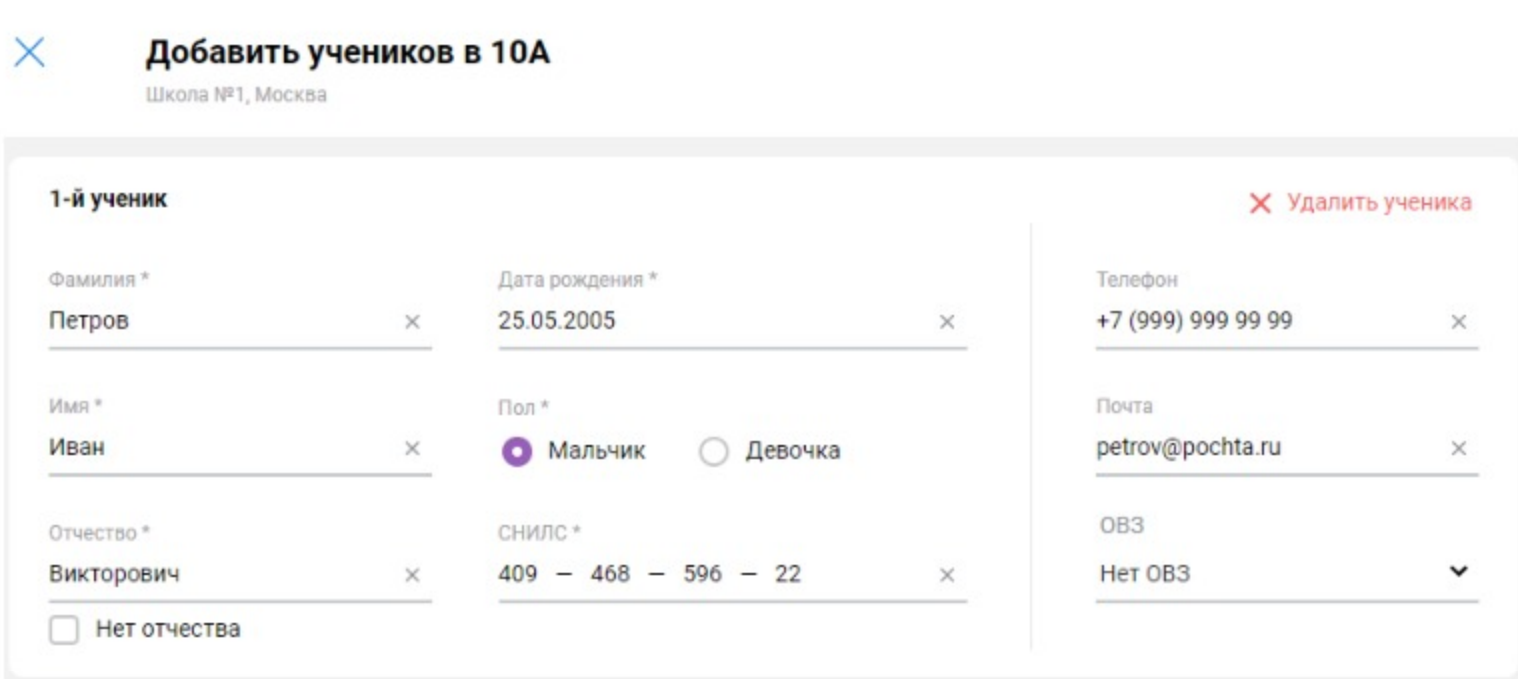 Добавить учеников в 10А
Школа №1, Москва
1-й ученик
Удалить ученика
Фамилия *
Петров
Дата рождения *
25.05.2005
Телефон
+7 (999) 999 99 99
Имя *
Иван
Пол *
Мальчик
Девочка
Почта
petrov@pochta.ru
Отчество *
Викторович
СНИЛС *
409 – 468 – 596 – 22
ОВЗ
Нет ОВЗ
Нет отчества